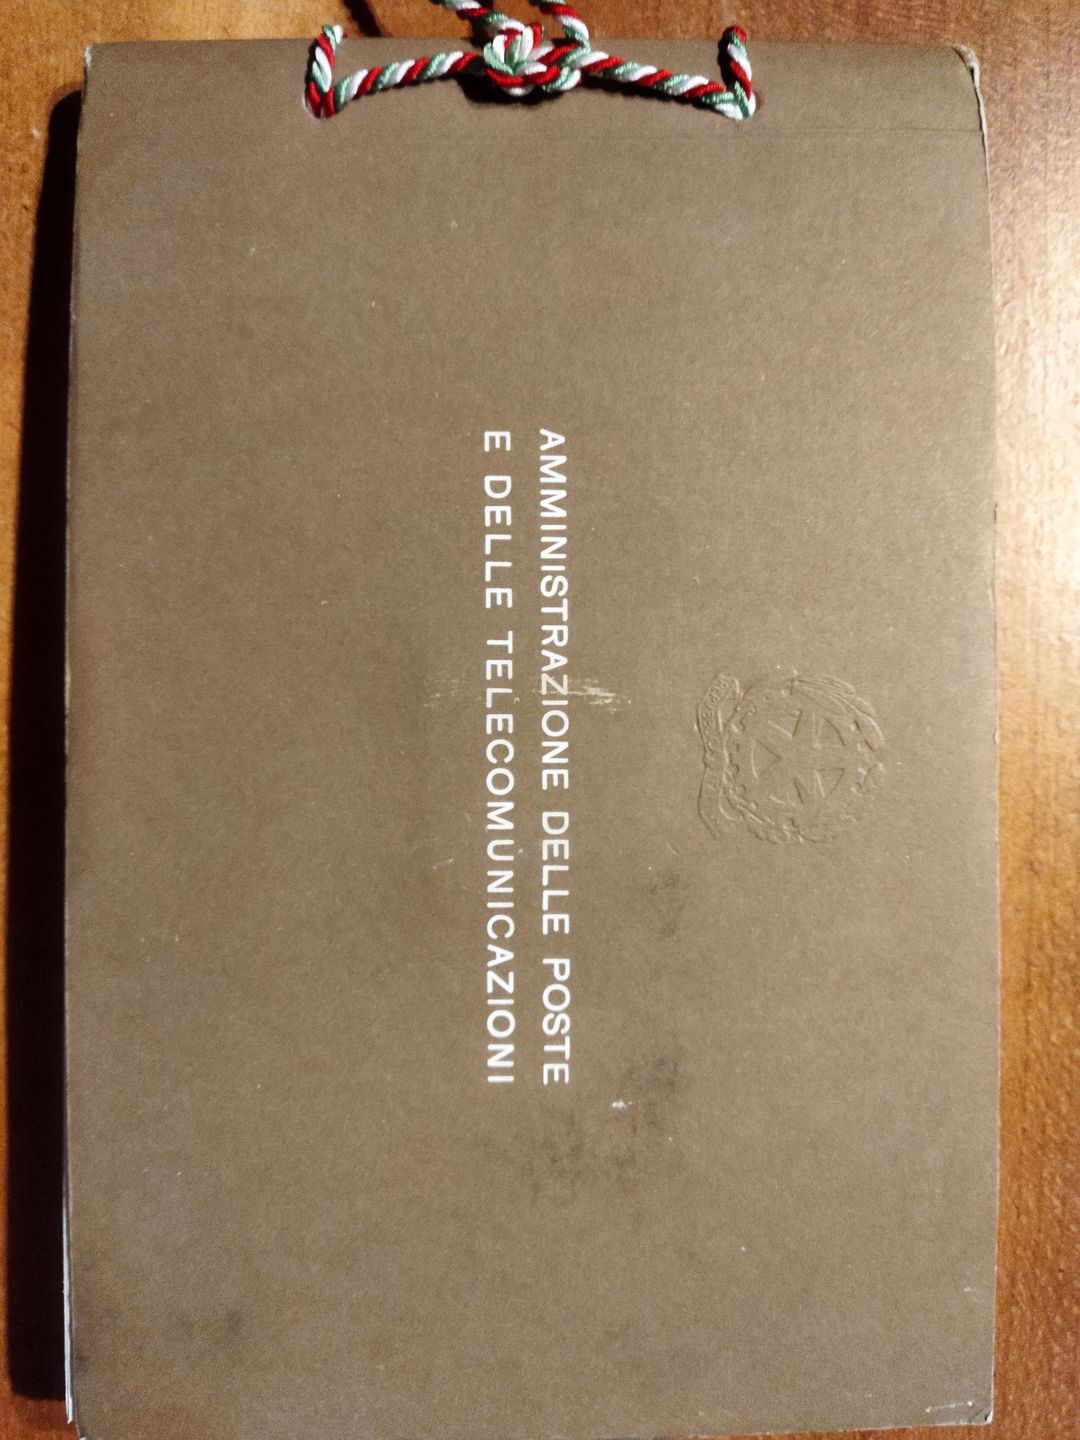 AMMINISTRAZIONE DELLE POSTE
E DELLE TELECOMUNICAZIONI